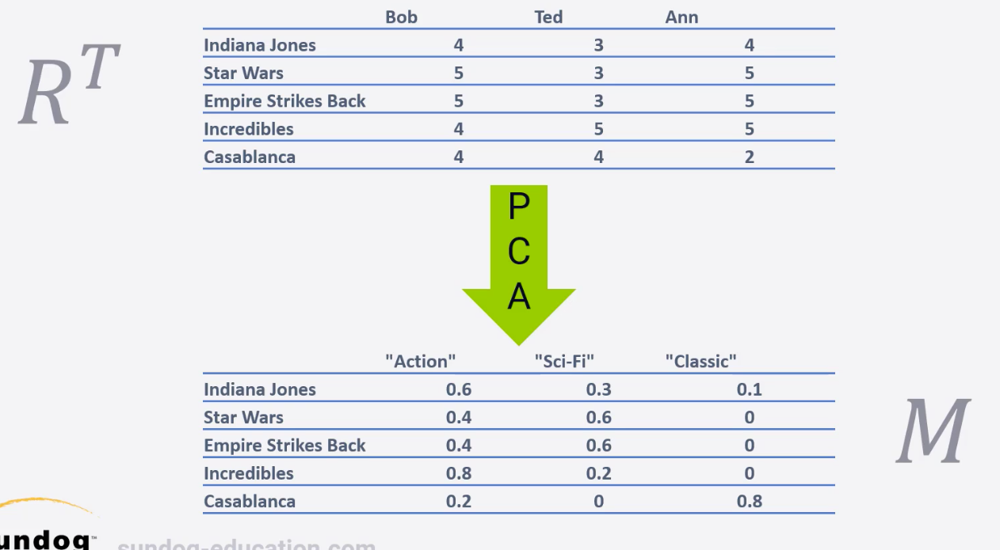 Bob Ted Ann
R^T
Indiana Jones 4 3 4
Star Wars 5 3 5
Empire Strikes Back 5 3 5
Incredibles 4 5 5
Casablanca 4 4 2
P
C
A
"Action" "Sci-Fi" "Classic"
Indiana Jones 0.6 0.3 0.1
Star Wars 0.4 0.6 0
M
Empire Strikes Back 0.4 0.6 0
Incredibles 0.8 0.2 0
Casablanca 0.2 0 0.8
undog™ sundog-education.com